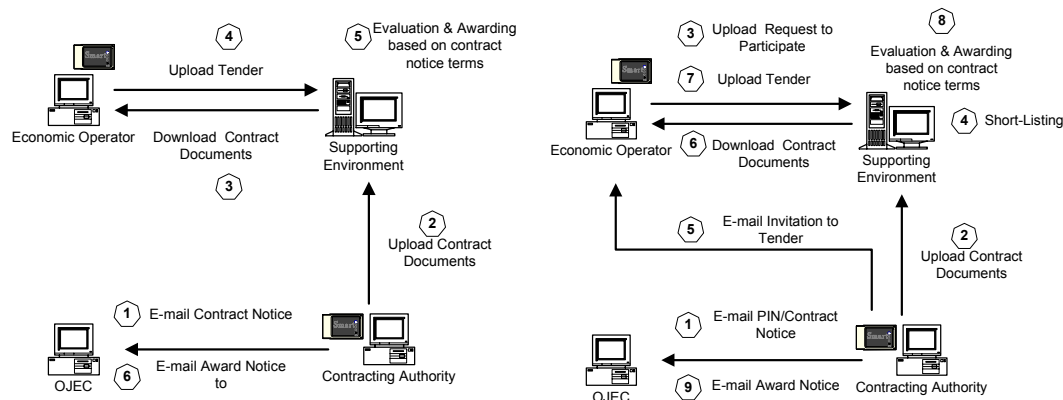 4
Smarty
Upload Tender
5
Evaluation & Awarding
based on contract
notice terms
Economic Operator
Download Contract
Documents
3
Supporting
Environment
2
Upload Contract
Documents
1
E-mail Contract Notice
Smarty
6
E-mail Award Notice
to
OJEC
Contracting Authority
3
Upload Request to
Participate
7
Upload Tender
Smarty
8
Evaluation & Awarding
based on contract
notice terms
4
Short-Listing
Economic Operator
6
Download Contract
Documents
Supporting
Environment
5
E-mail Invitation to
Tender
2
Upload Contract
Documents
1
E-mail PIN/Contract
Notice
Smarty
9
E-mail Award Notice
OJEC
Contracting Authority